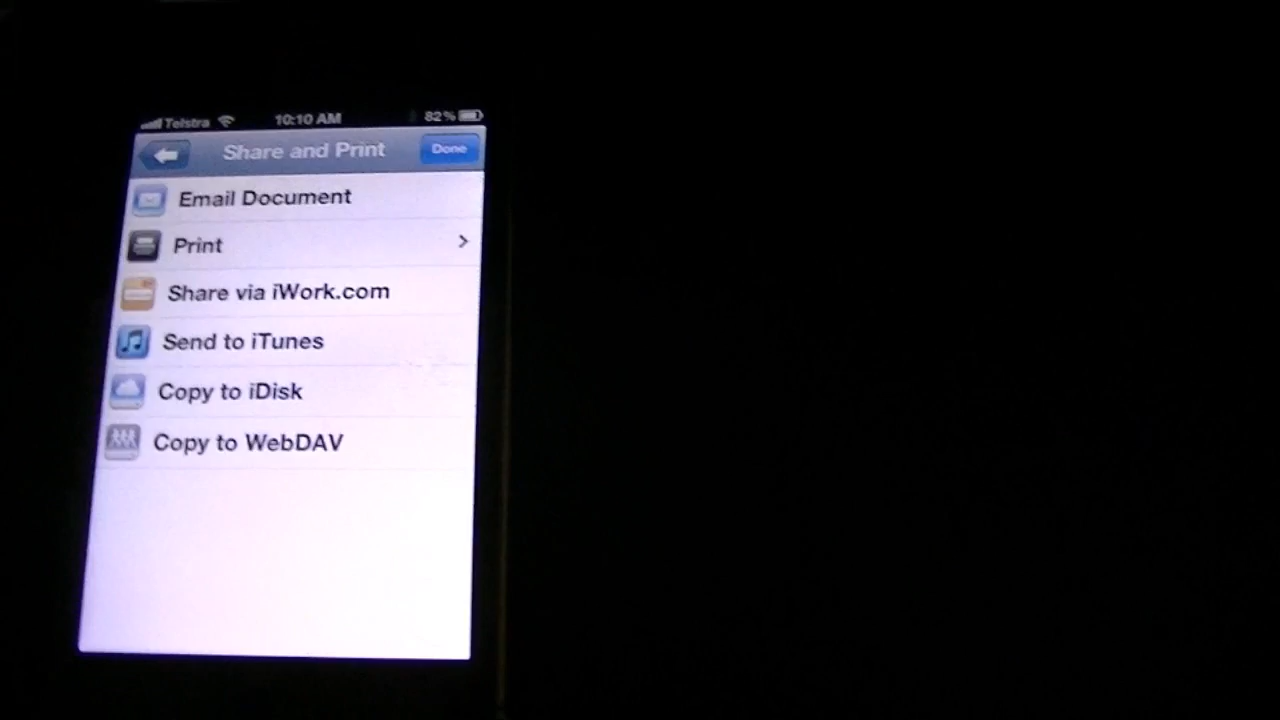 Telstra 10:10 AM 82%
Share and Print Done
Email Document
Print
Share via iWork.com
Send to iTunes
Copy to iDisk
Copy to WebDAV